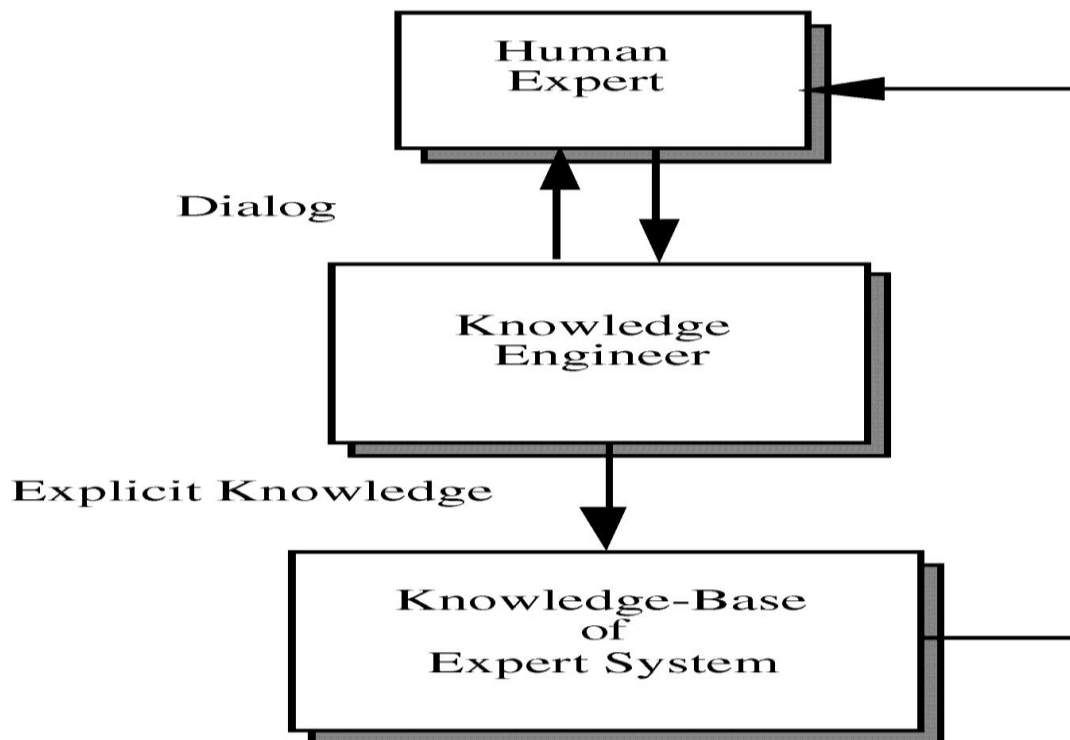 Human
Expert
Dialog
Knowledge
Engineer
Explicit Knowledge
Knowledge-Base
of
Expert System